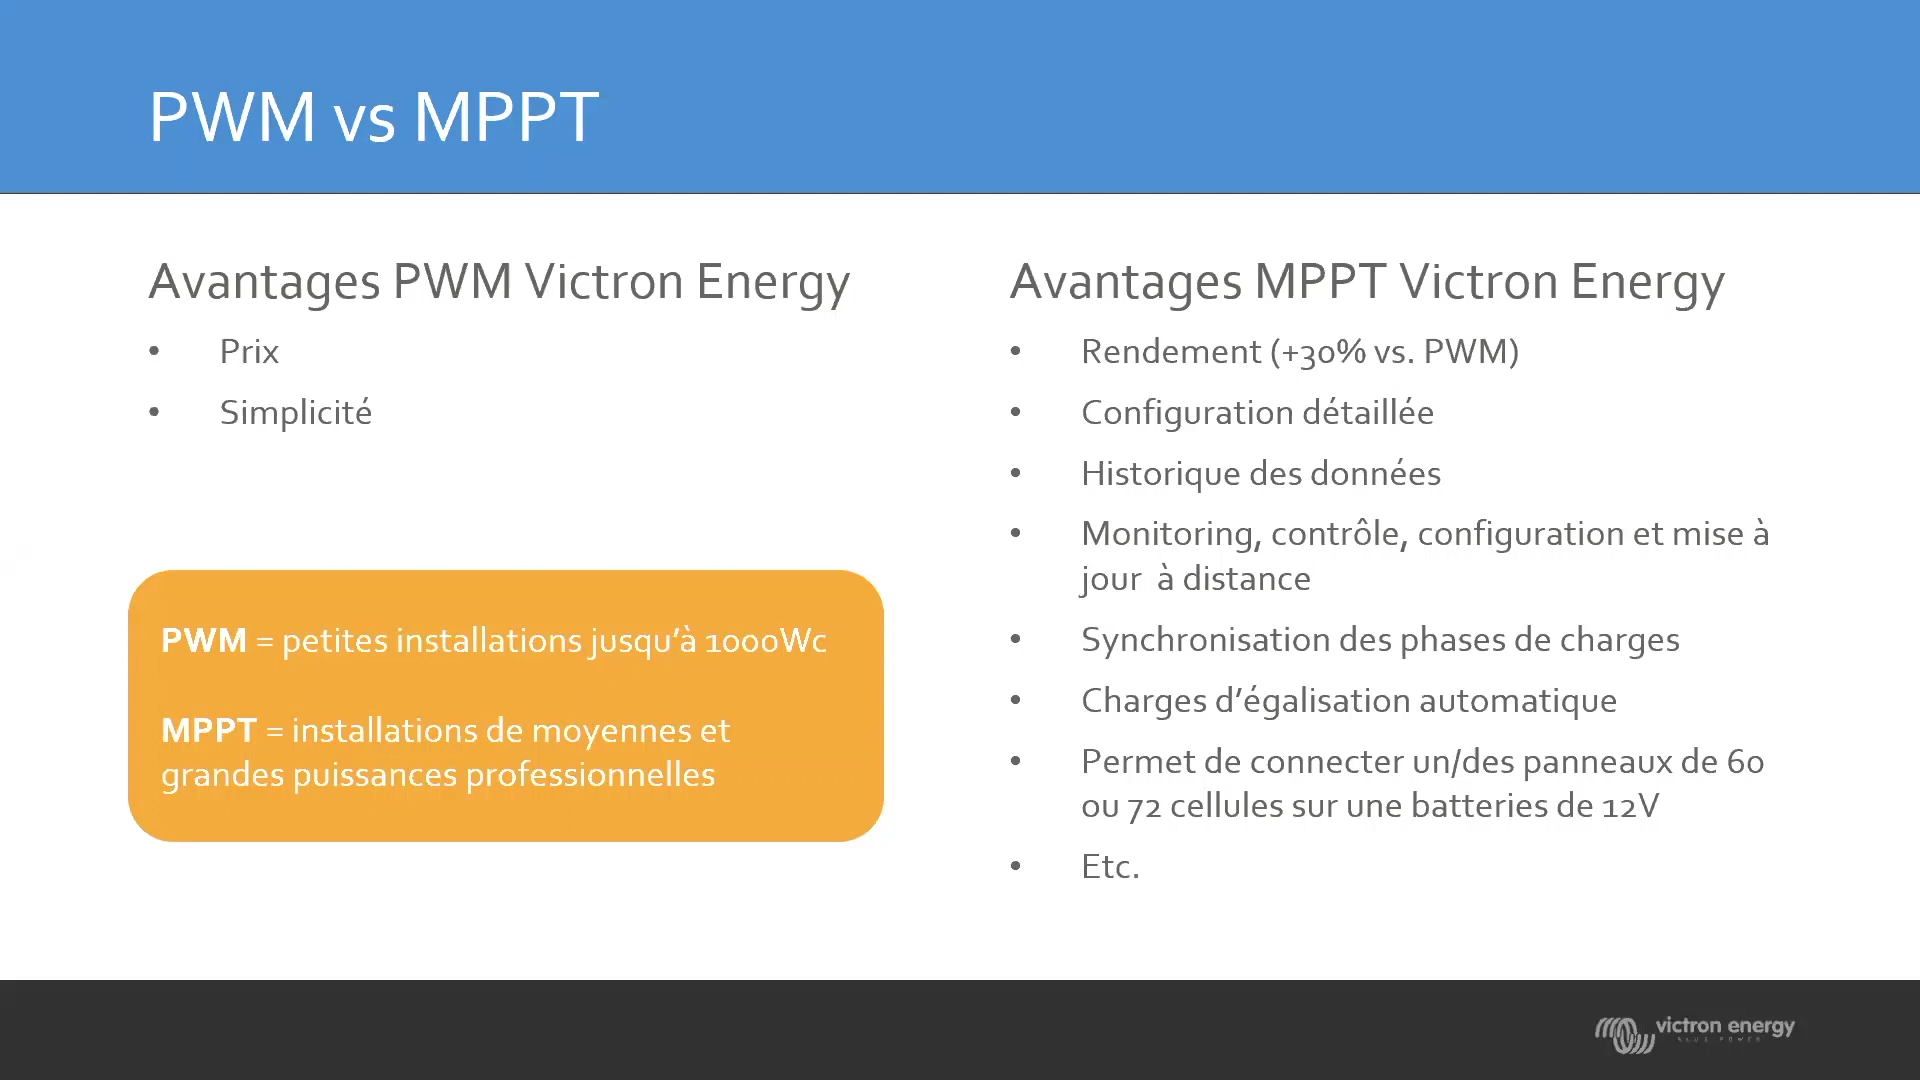 PWM vs MPPT
Avantages PWM Victron Energy
• Prix
• Simplicité
PWM = petites installations jusqu’à 1000Wc
MPPT = installations de moyennes et
grandes puissances professionnelles
Avantages MPPT Victron Energy
• Rendement (+30% vs. PWM)
• Configuration détaillée
• Historique des données
• Monitoring, contrôle, configuration et mise à
jour  à distance
• Synchronisation des phases de charges
• Charges d’égalisation automatique
• Permet de connecter un/des panneaux de 60
ou 72 cellules sur une batteries de 12V
• Etc.
victron energy
BLUE POWER